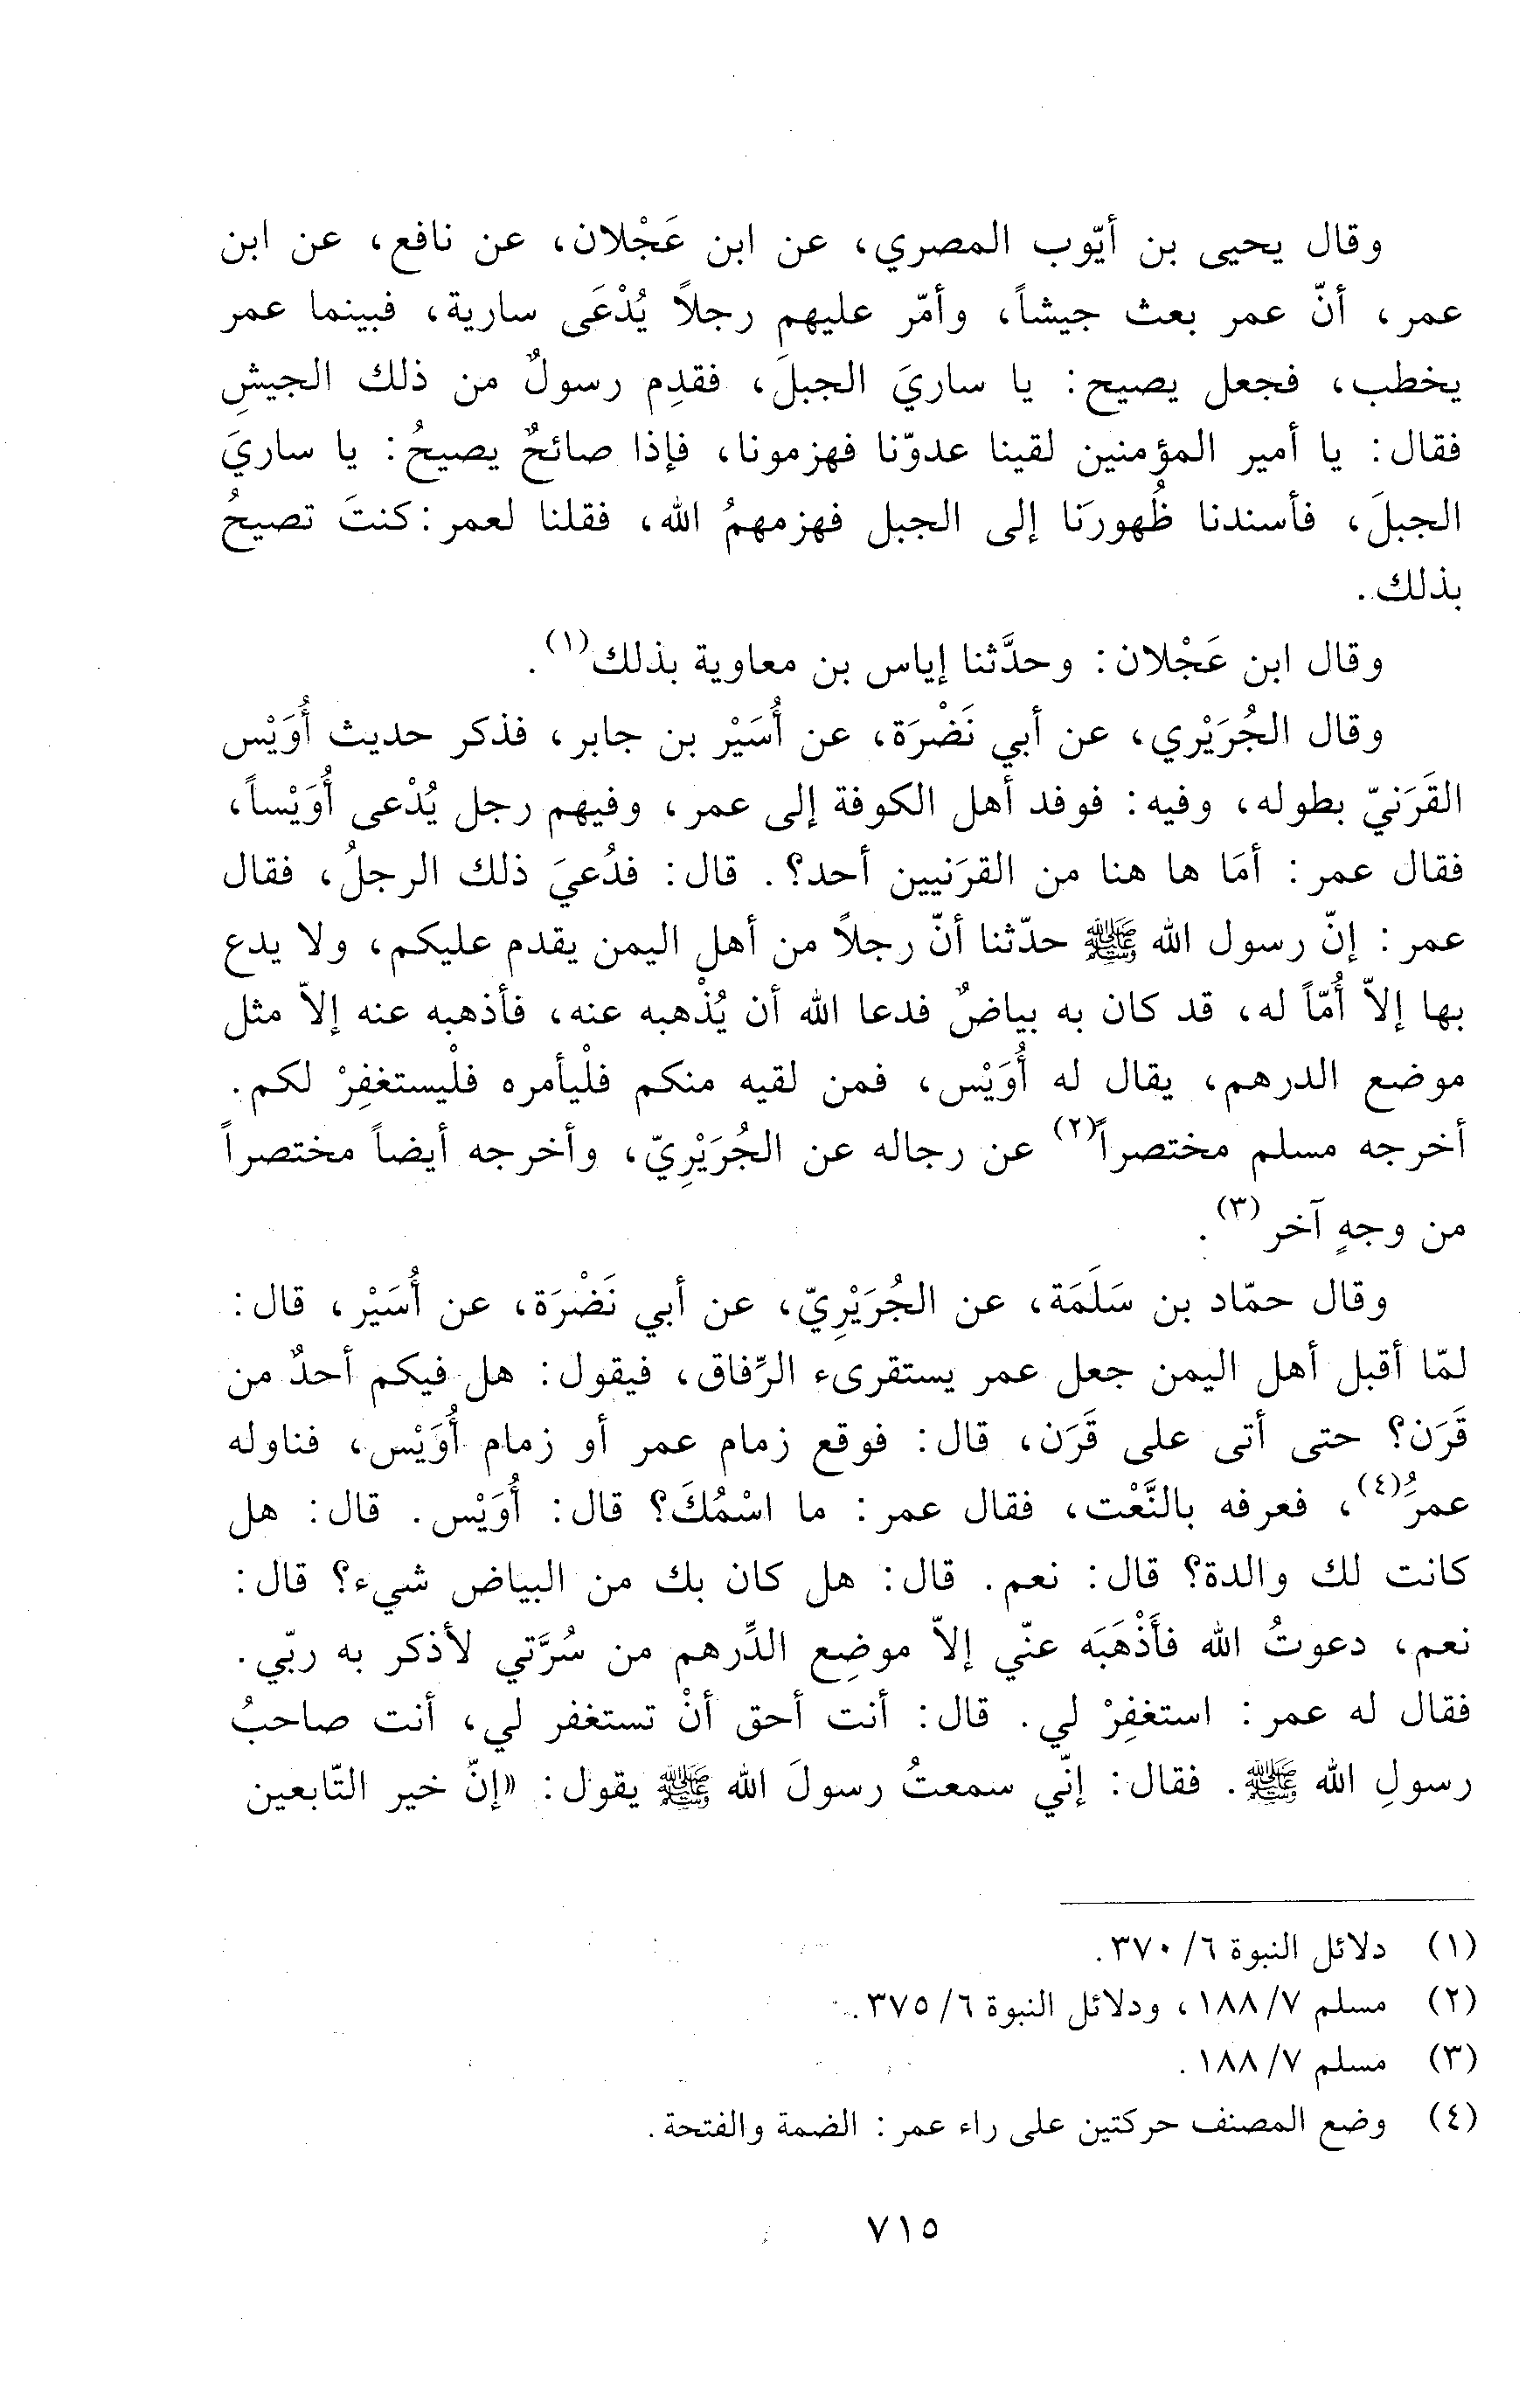 وقال يحيى بن أيّوب المصري، عن ابن عَجْلان، عن نافع، عن ابن
عمر، أنّ عمر بعث جيشاً، وأمّر عليهم رجلاً يُدْعَى سارية، فبينما عمر
يخطب، فجعل يصيح: يا ساريَ الجبلَ، فقدِم رسولٌ من ذلك الجيشِ
فقال: يا أمير المؤمنين لقينا عدوّنا فهزمونا، فإذا صائحٌ يصيحُ: يا ساريَ
الجبلَ، فأسندنا ظُهورَنا إلى الجبل فهزمهمُ الله، فقلنا لعمر: كنتَ تصيحُ
بذلك.
وقال ابن عَجْلان: وحدَّثنا إياس بن معاوية بذلك(١).
وقال الجُرَيْري، عن أبي نَضْرَة، عن أُسَيْر بن جابر، فذكر حديث أُوَيْس
القَرَنيّ بطوله، وفيه: فوفد أهل الكوفة إلى عمر، وفيهم رجل يُدْعى أُوَيْساً،
فقال عمر: أمَا ها هنا من القرَنيين أحد؟. قال: فدُعيَ ذلك الرجلُ، فقال
عمر: إنّ رسول الله ﷺ حدّثنا أنّ رجلاً من أهل اليمن يقدم عليكم، ولا يدع
بها إلاّ أُمّاً له، قد كان به بياضٌ فدعا الله أن يُذْهبه عنه، فأذهبه عنه إلاّ مثل
موضع الدرهم، يقال له أُوَيْس، فمن لقيه منكم فلْيأمره فلْيستغفِرْ لكم.
أخرجه مسلم مختصراً(٢) عن رجاله عن الجُرَيْرِيّ، وأخرجه أيضاً مختصراً
من وجهٍ آخر(٣).
وقال حمّاد بن سَلَمَة، عن الجُرَيْرِيّ، عن أبي نَضْرَة، عن أُسَيْر، قال:
لمّا أقبل أهل اليمن جعل عمر يستقرىء الرِّفاق، فيقول: هل فيكم أحدٌ من
قَرَن؟ حتى أتى على قَرَن، قال: فوقع زمام عمر أو زمام أُوَيْس، فناوله
عمرَُ(٤)، فعرفه بالنَّعْت، فقال عمر: ما اسْمُكَ؟ قال: أُوَيْس. قال: هل
كانت لك والدة؟ قال: نعم. قال: هل كان بك من البياض شيء؟ قال:
نعم، دعوتُ الله فأَذْهَبَه عنّي إلاّ موضِع الدِّرهم من سُرَّتي لأذكر به ربّي.
فقال له عمر: استغفِرْ لي. قال: أنت أحق أنْ تستغفر لي، أنت صاحبُ
رسولِ الله ﷺ. فقال: إنّي سمعتُ رسولَ الله ﷺ يقول: «إنّ خير التّابعين
(١) دلائل النبوة ٦/ ٣٧٠.
(٢) مسلم ٧/ ١٨٨، ودلائل النبوة ٦/ ٣٧٥.
(٣) مسلم ٧/ ١٨٨.
(٤) وضع المصنف حركتين على راء عمر: الضمة والفتحة.
٧١٥